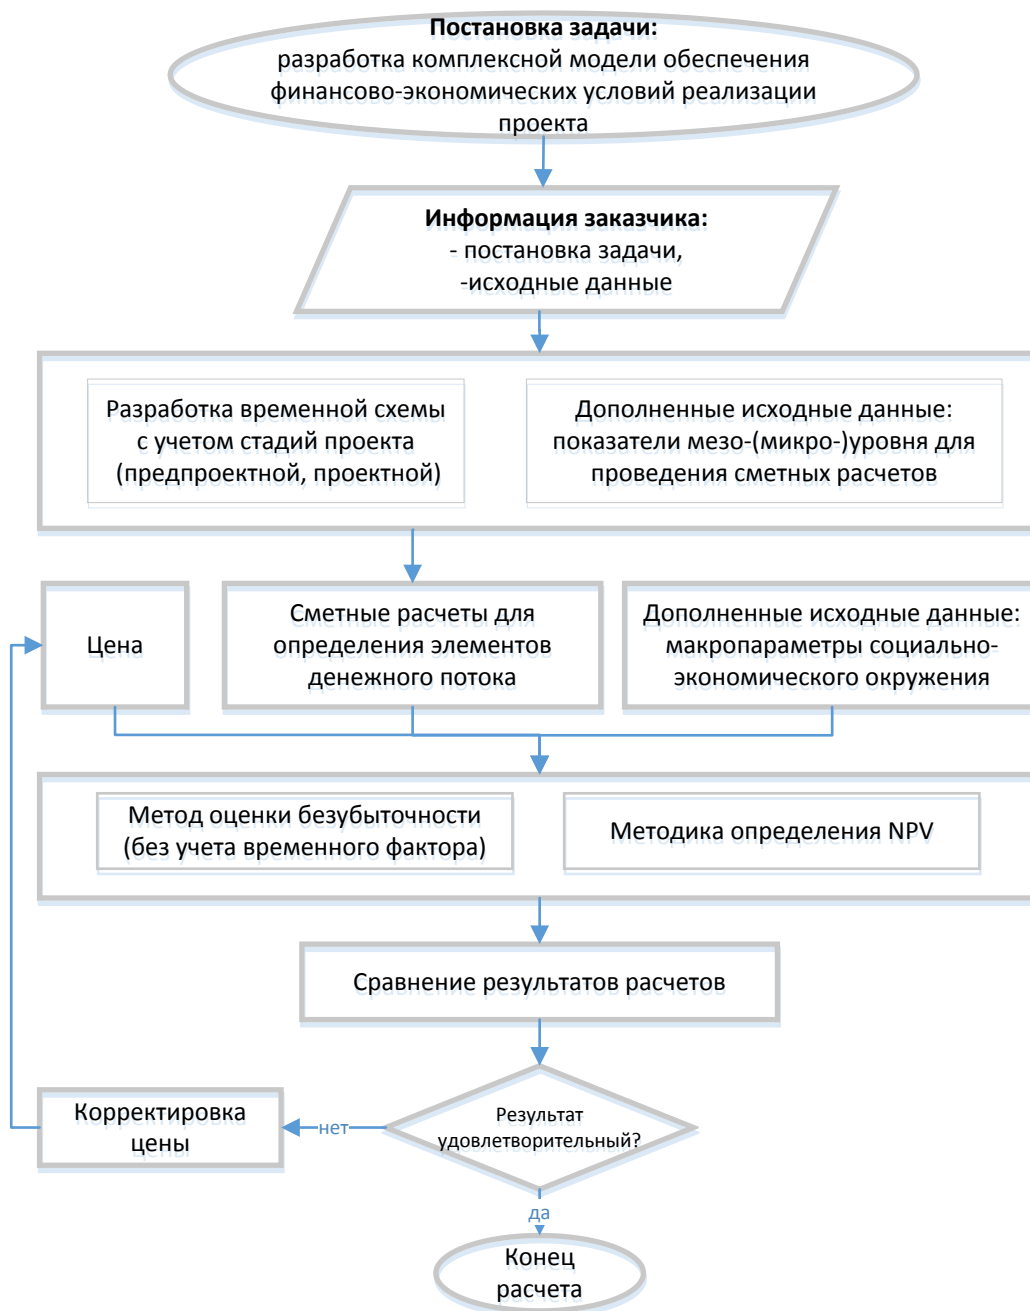 Постановка задачи:
разработка комплексной модели обеспечения
финансово-экономических условий реализации
проекта
Информация заказчика:
- постановка задачи,
-исходные данные
Разработка временной схемы
с учетом стадий проекта
(предпроектной, проектной)
Дополненные исходные данные:
показатели мезо-(микро-)уровня для
проведения сметных расчетов
Цена
Сметные расчеты для
определения элементов
денежного потока
Дополненные исходные данные:
макропараметры социально-
экономического окружения
Метод оценки безубыточности
(без учета временного фактора)
Методика определения NPV
Сравнение результатов расчетов
Результат
удовлетворительный?
нет
Корректировка
цены
да
Конец
расчета